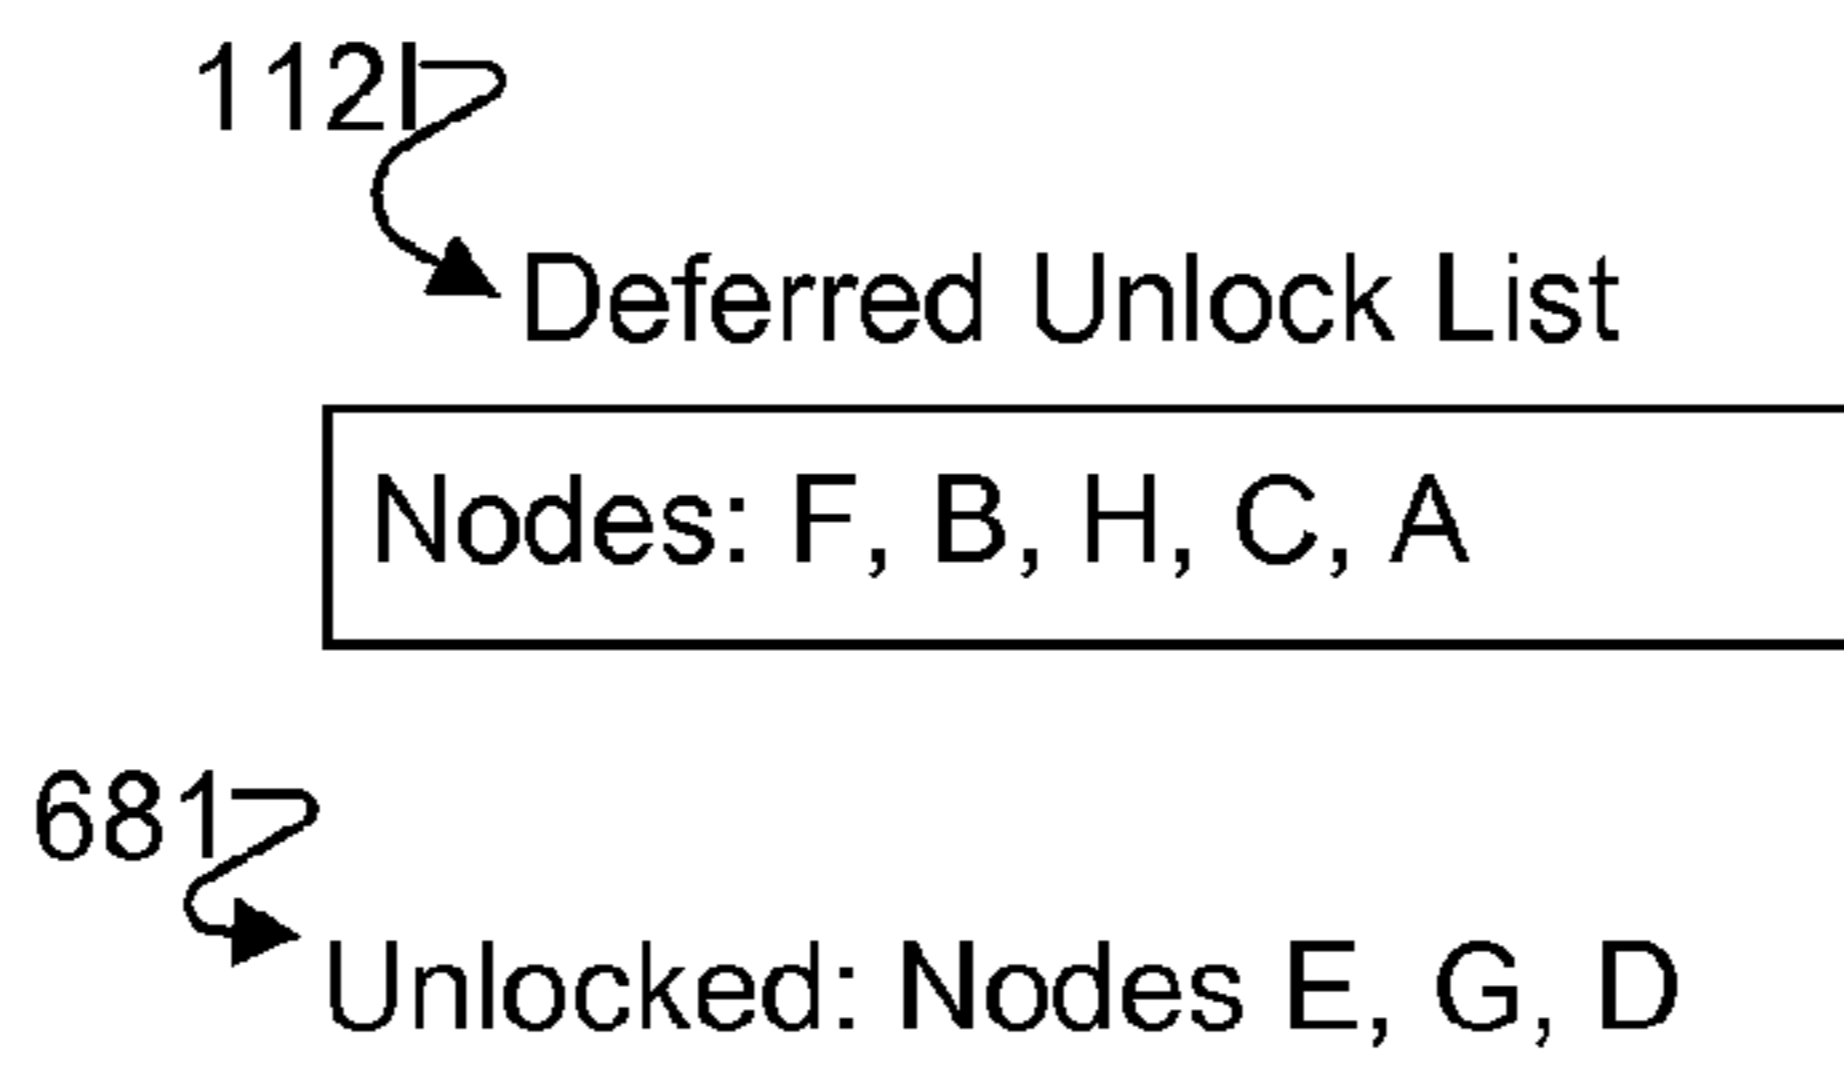 112I
Deferred Unlock List
Nodes: F, B, H, C, A
681
Unlocked: Nodes E, G, D